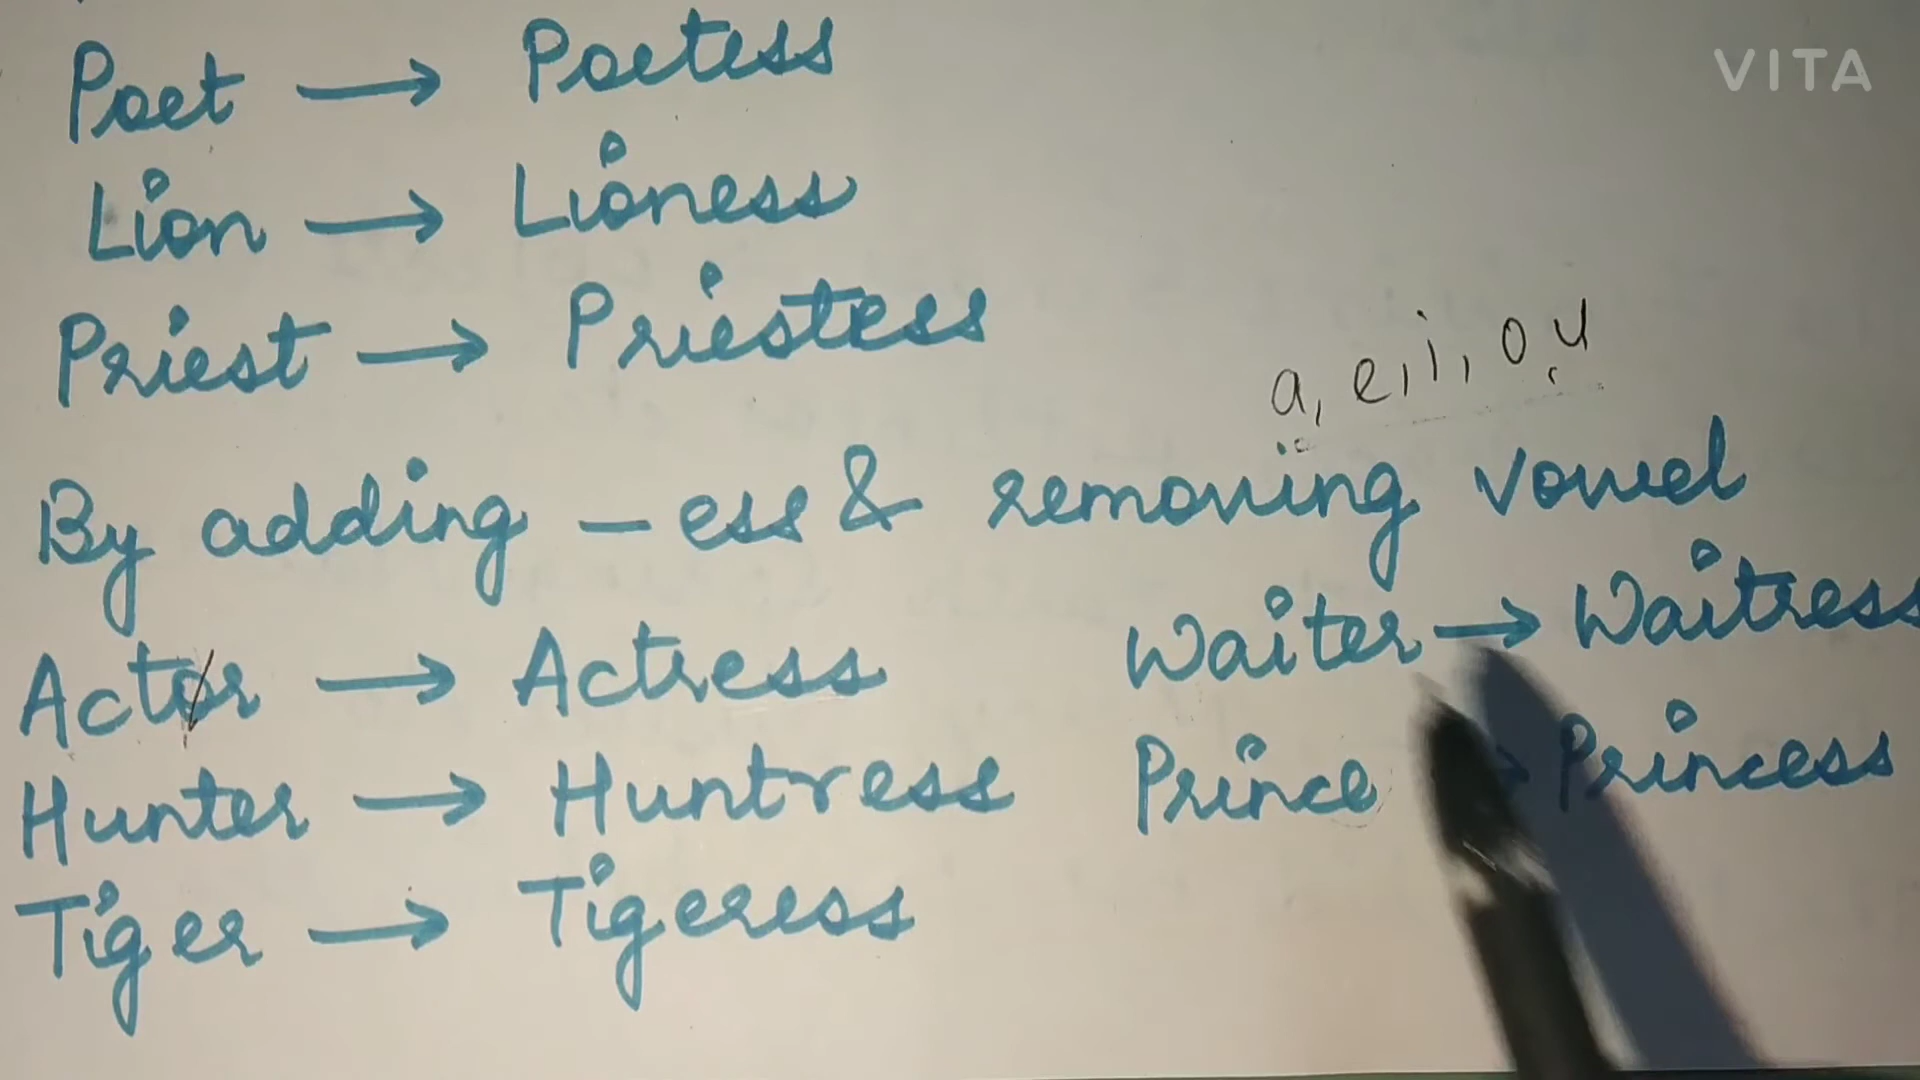 Poet → Poetess
VITA
Lion → Lioness
Priest → Priestess
a, e, i, o, u
By adding - ess & removing vowel
Actor → Actress
Waiter → Waitress
Hunter → Huntress
Prince → Princess
Tiger → Tigeress